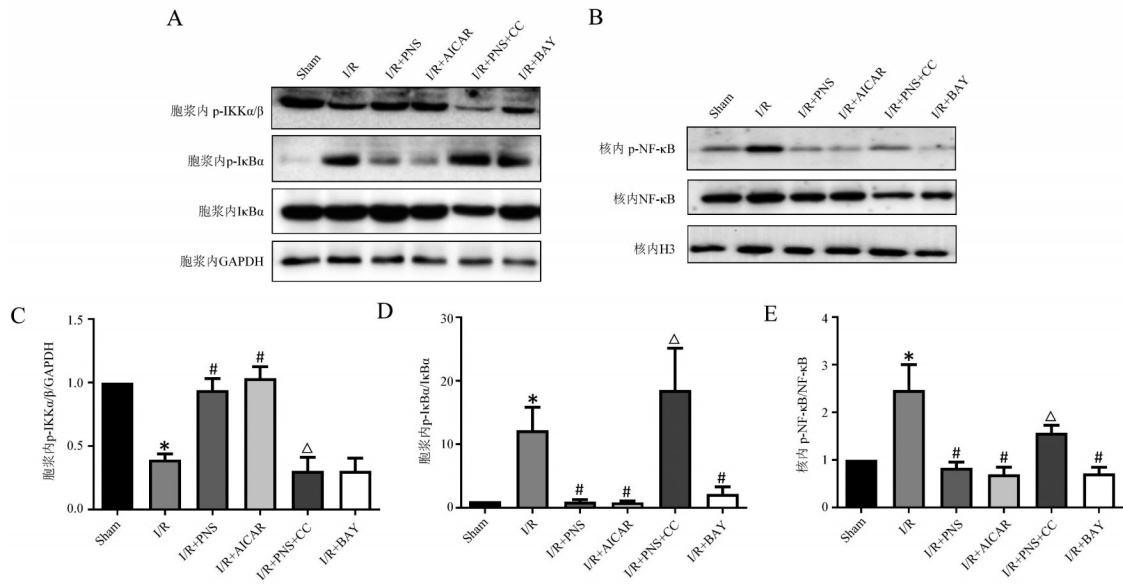 A
Sham
I/R
I/R+PNS
I/R+AICAR
I/R+PNS+CC
I/R+BAY
胞浆内 p-IKKα/β
胞浆内p-IκBα
胞浆内IκBα
胞浆内GAPDH
B
Sham
I/R
I/R+PNS
I/R+AICAR
I/R+PNS+CC
I/R+BAY
核内 p-NF-κB
核内NF-κB
核内H3
C
胞浆内p-IKKα/β/GAPDH
1.5
1.0
0.5
0.0
*
#
#
△
Sham
I/R
I/R+PNS
I/R+AICAR
I/R+PNS+CC
I/R+BAY
D
胞浆内p-IκBα/IκBα
30
20
10
0
*
#
#
△
#
Sham
I/R
I/R+PNS
I/R+AICAR
I/R+PNS+CC
I/R+BAY
E
核内 p-NF-κB/NF-κB
4
3
2
1
0
*
#
#
△
#
Sham
I/R
I/R+PNS
I/R+AICAR
I/R+PNS+CC
I/R+BAY